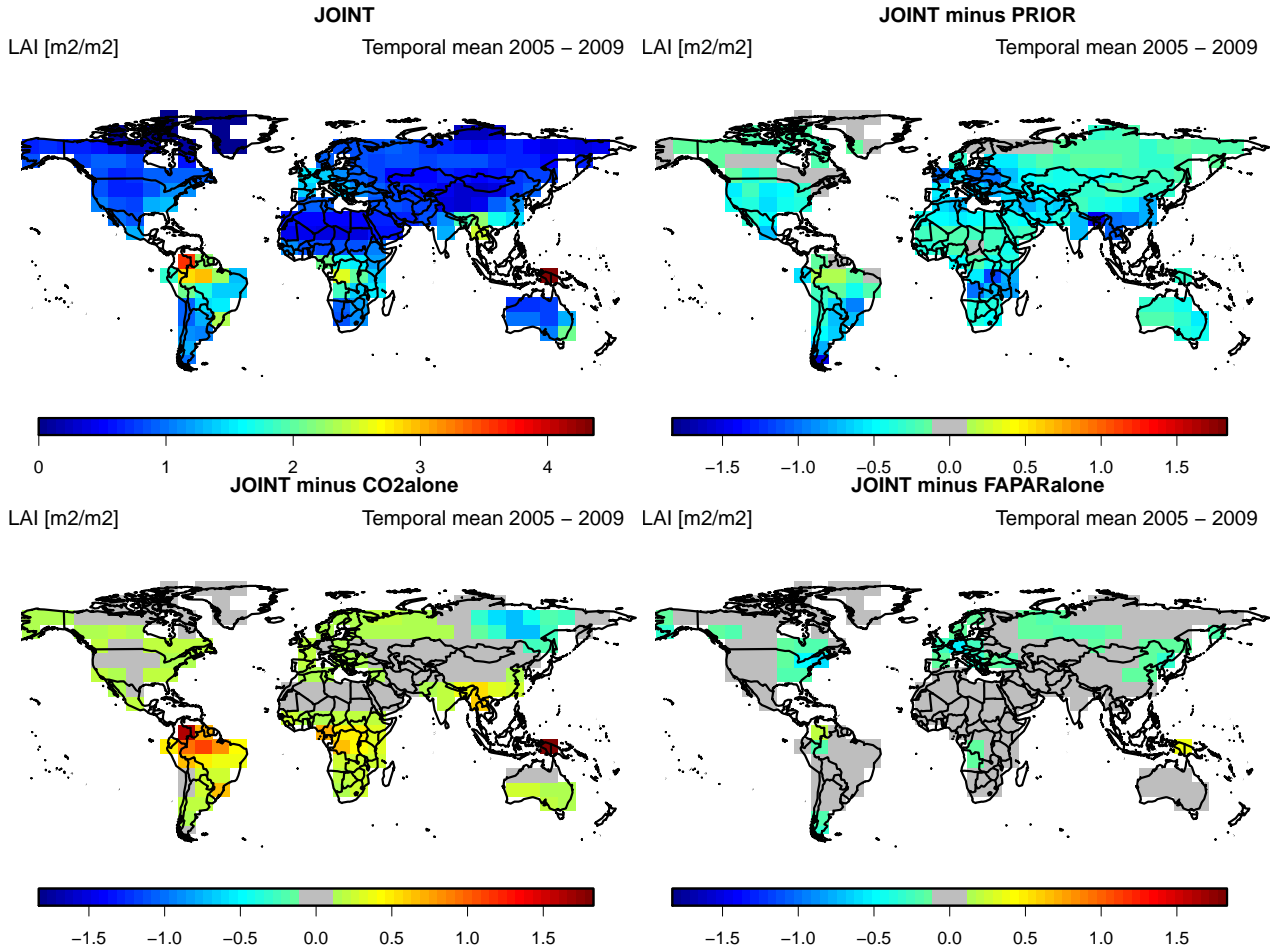 JOINT
LAI [m2/m2] Temporal mean 2005 – 2009
0 1 2 3 4
JOINT minus PRIOR
LAI [m2/m2] Temporal mean 2005 – 2009
−1.5 −1.0 −0.5 0.0 0.5 1.0 1.5
JOINT minus CO2alone
LAI [m2/m2] Temporal mean 2005 – 2009
−1.5 −1.0 −0.5 0.0 0.5 1.0 1.5
JOINT minus FAPARalone
LAI [m2/m2] Temporal mean 2005 – 2009
−1.5 −1.0 −0.5 0.0 0.5 1.0 1.5